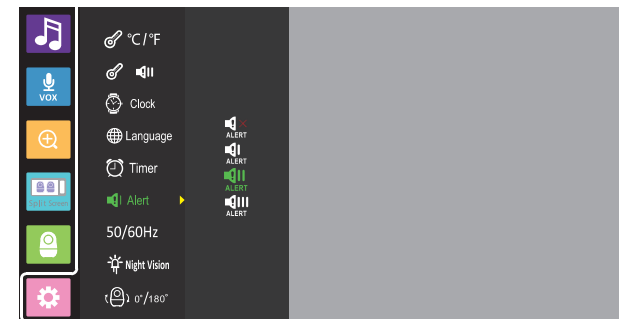 VOX
Split Screen
°C/°F
Clock
Language
Timer
Alert
50/60Hz
Night Vision
0°/180°
ALERT
ALERT
ALERT
ALERT